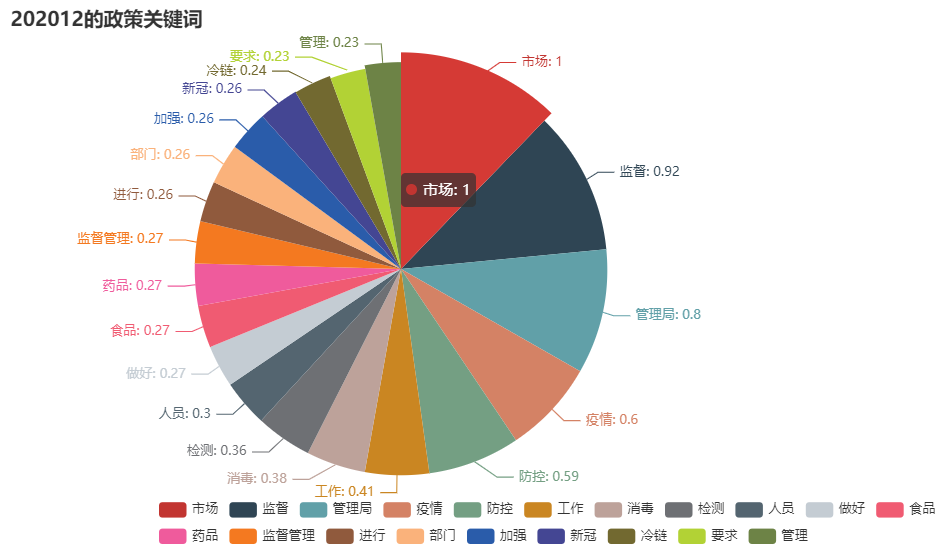 202012的政策关键词
管理: 0.23
要求: 0.23
市场: 1
冷链: 0.24
新冠: 0.26
加强: 0.26
部门: 0.26
监督: 0.92
进行: 0.26
市场: 1
监督管理: 0.27
药品: 0.27
管理局: 0.8
食品: 0.27
做好: 0.27
人员: 0.3
疫情: 0.6
检测: 0.36
消毒: 0.38
防控: 0.59
工作: 0.41
市场 监督 管理局 疫情 防控 工作 消毒 检测 人员 做好 食品
药品 监督管理 进行 部门 加强 新冠 冷链 要求 管理